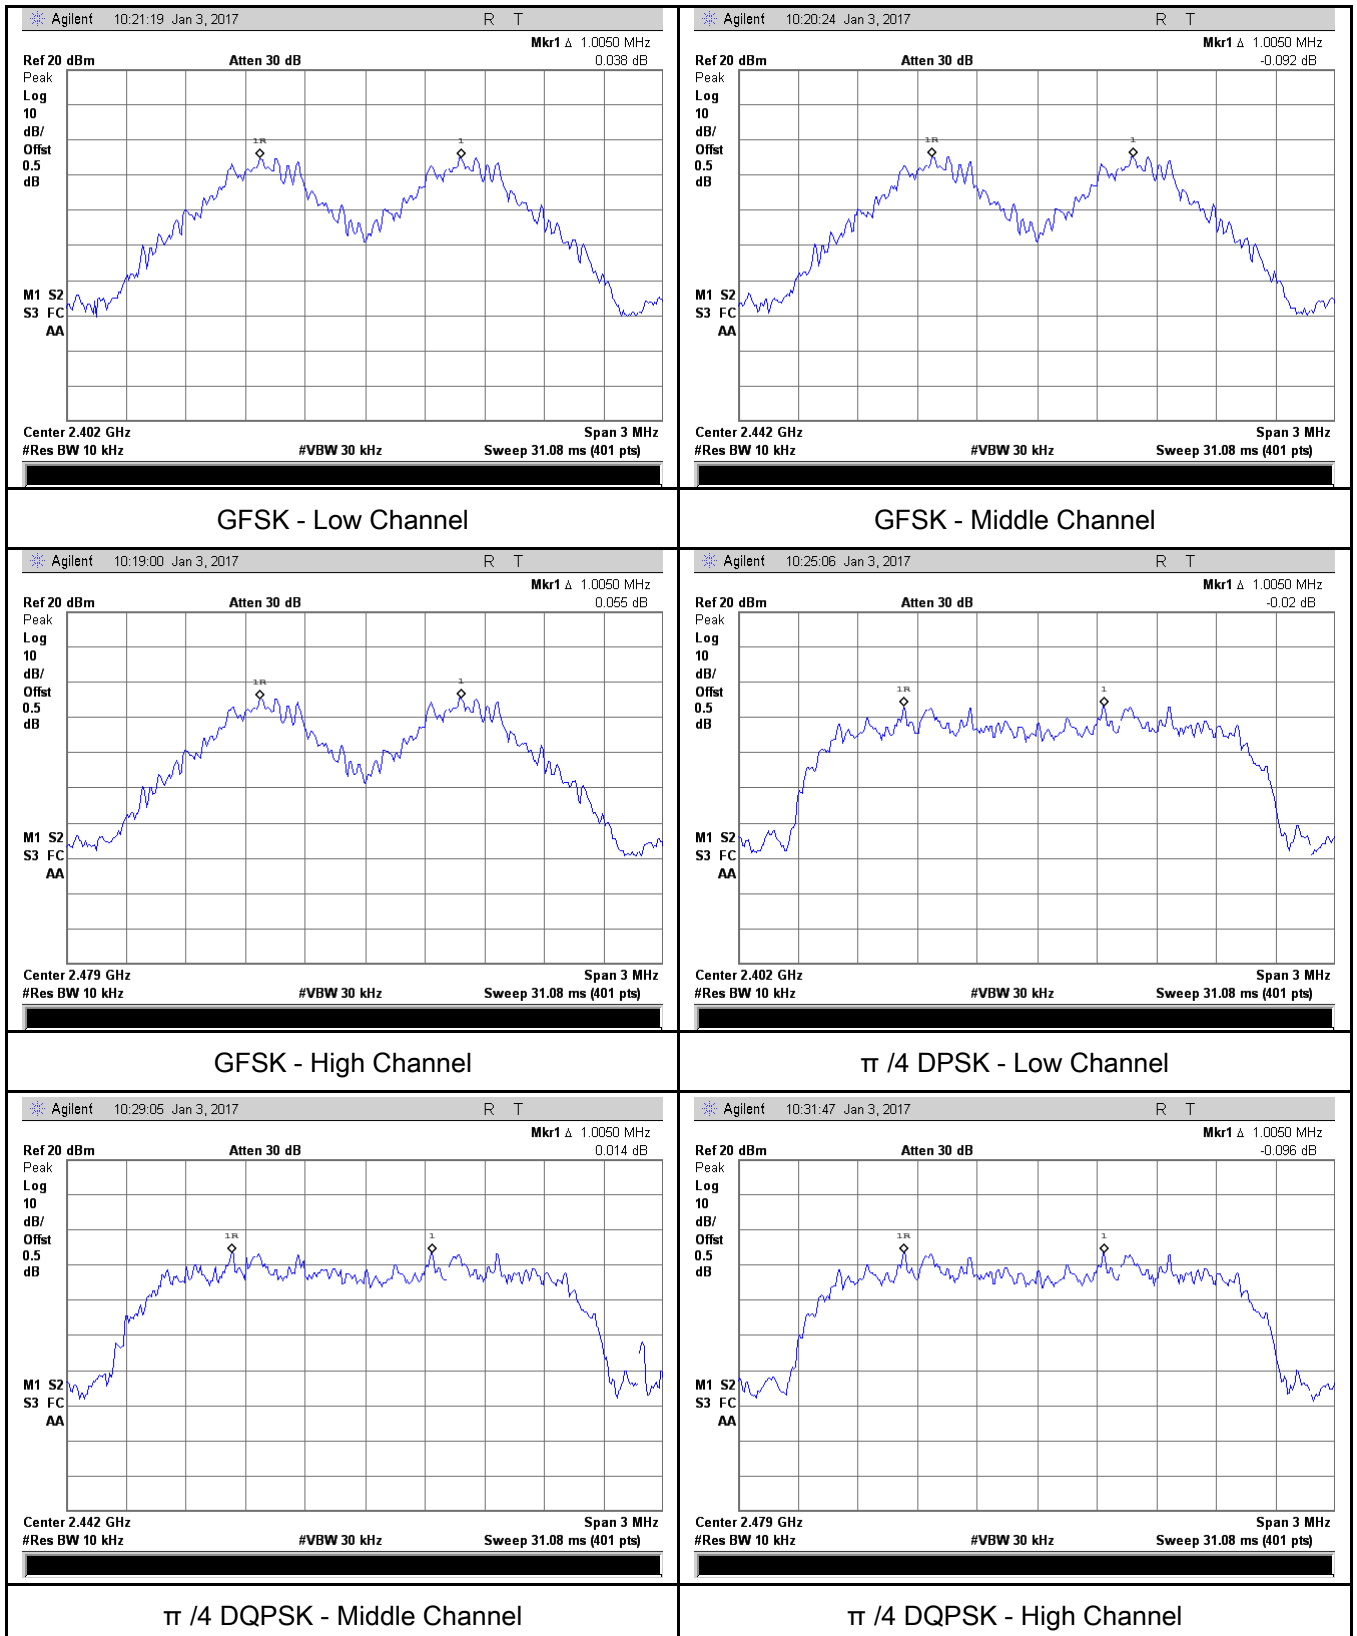 Agilent 10:21:19 Jan 3, 2017 R T
Mkr1 Δ 1.0050 MHz
Ref 20 dBm Atten 30 dB 0.038 dB
Peak
Log
10
dB/
Offst
0.5
dB
1R 1
M1 S2
S3 FC
AA
Center 2.402 GHz Span 3 MHz
#Res BW 10 kHz #VBW 30 kHz Sweep 31.08 ms (401 pts)
GFSK - Low Channel
Agilent 10:20:24 Jan 3, 2017 R T
Mkr1 Δ 1.0050 MHz
Ref 20 dBm Atten 30 dB -0.092 dB
Peak
Log
10
dB/
Offst
0.5
dB
1R 1
M1 S2
S3 FC
AA
Center 2.442 GHz Span 3 MHz
#Res BW 10 kHz #VBW 30 kHz Sweep 31.08 ms (401 pts)
GFSK - Middle Channel
Agilent 10:19:00 Jan 3, 2017 R T
Mkr1 Δ 1.0050 MHz
Ref 20 dBm Atten 30 dB 0.055 dB
Peak
Log
10
dB/
Offst
0.5
dB
1R 1
M1 S2
S3 FC
AA
Center 2.479 GHz Span 3 MHz
#Res BW 10 kHz #VBW 30 kHz Sweep 31.08 ms (401 pts)
GFSK - High Channel
Agilent 10:25:06 Jan 3, 2017 R T
Mkr1 Δ 1.0050 MHz
Ref 20 dBm Atten 30 dB -0.02 dB
Peak
Log
10
dB/
Offst
0.5
dB
1R 1
M1 S2
S3 FC
AA
Center 2.402 GHz Span 3 MHz
#Res BW 10 kHz #VBW 30 kHz Sweep 31.08 ms (401 pts)
π /4 DPSK - Low Channel
Agilent 10:29:05 Jan 3, 2017 R T
Mkr1 Δ 1.0050 MHz
Ref 20 dBm Atten 30 dB 0.014 dB
Peak
Log
10
dB/
Offst
0.5
dB
1R 1
M1 S2
S3 FC
AA
Center 2.442 GHz Span 3 MHz
#Res BW 10 kHz #VBW 30 kHz Sweep 31.08 ms (401 pts)
π /4 DQPSK - Middle Channel
Agilent 10:31:47 Jan 3, 2017 R T
Mkr1 Δ 1.0050 MHz
Ref 20 dBm Atten 30 dB -0.096 dB
Peak
Log
10
dB/
Offst
0.5
dB
1R 1
M1 S2
S3 FC
AA
Center 2.479 GHz Span 3 MHz
#Res BW 10 kHz #VBW 30 kHz Sweep 31.08 ms (401 pts)
π /4 DQPSK - High Channel